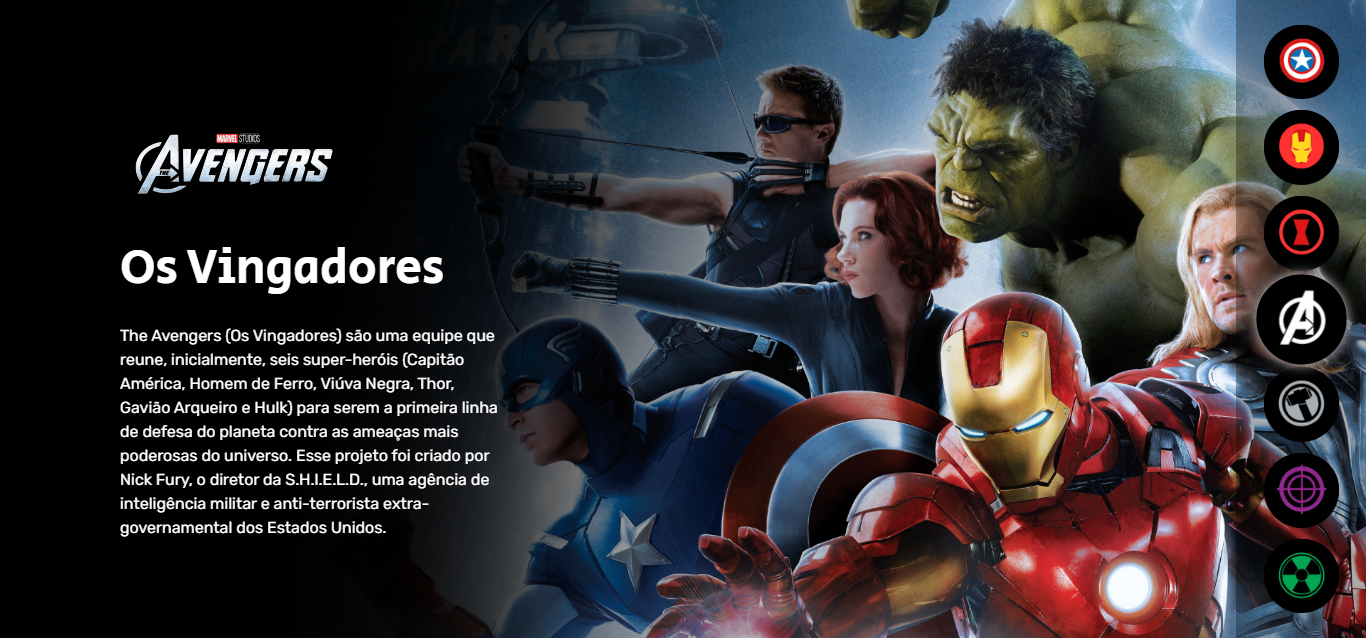 STARK
MARVEL STUDIOS
THE AVENGERS
Os Vingadores
The Avengers (Os Vingadores) são uma equipe que
reune, inicialmente, seis super-heróis (Capitão
América, Homem de Ferro, Viúva Negra, Thor,
Gavião Arqueiro e Hulk) para serem a primeira linha
de defesa do planeta contra as ameaças mais
poderosas do universo. Esse projeto foi criado por
Nick Fury, o diretor da S.H.I.E.L.D., uma agência de
inteligência militar e anti-terrorista extra-
governamental dos Estados Unidos.
A